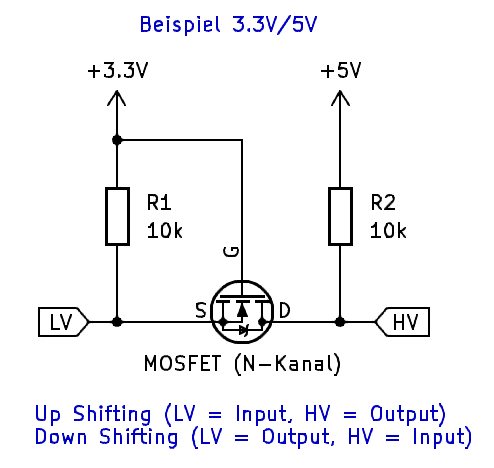 Beispiel 3.3V/5V
+3.3V +5V
R1 R2
10k 10k
G
S D
LV HV
MOSFET (N-Kanal)
Up Shifting (LV = Input, HV = Output)
Down Shifting (LV = Output, HV = Input)